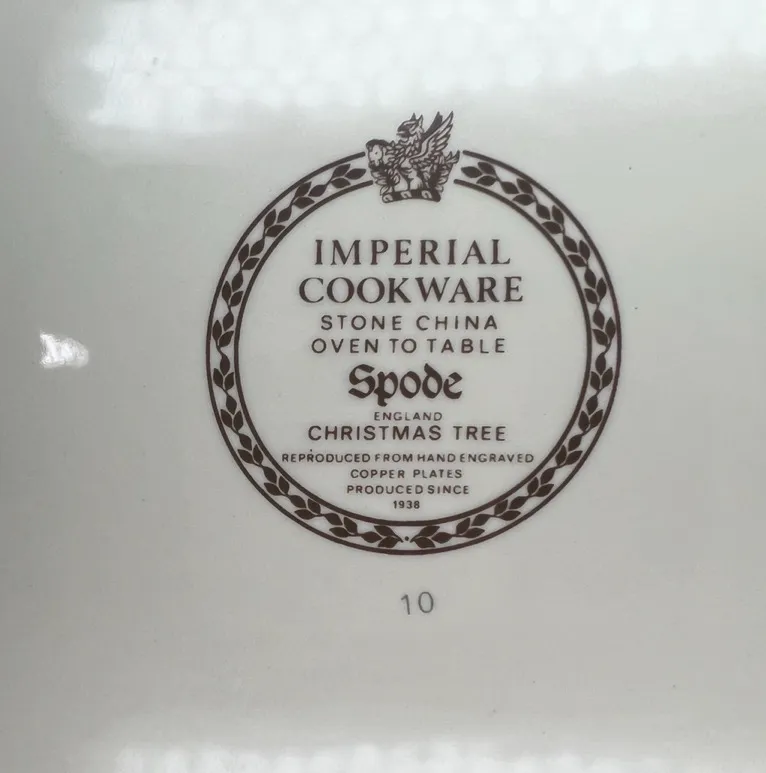 IMPERIAL
COOKWARE
STONE CHINA
OVEN TO TABLE
Spode
ENGLAND
CHRISTMAS TREE
REPRODUCED FROM HAND ENGRAVED
COPPER PLATES
PRODUCED SINCE
1938
10